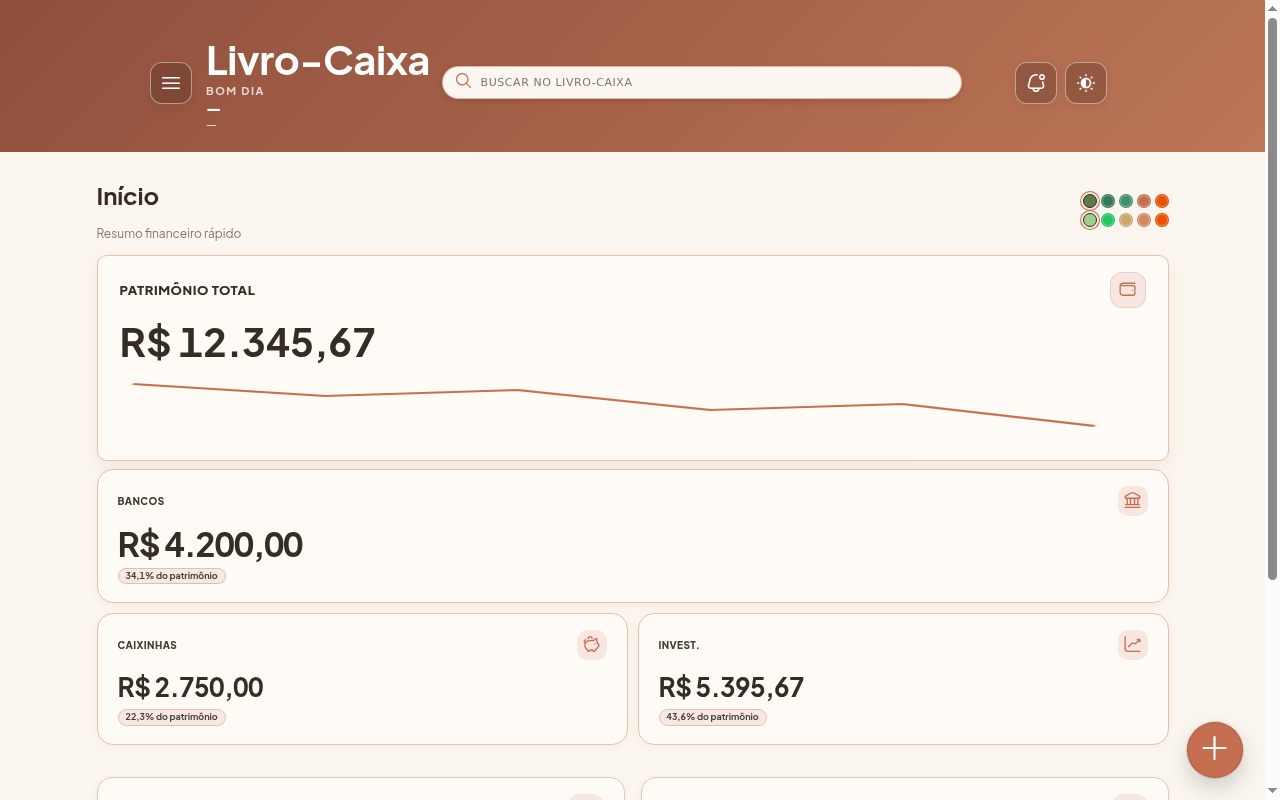 Livro-Caixa
BOM DIA
—
—
BUSCAR NO LIVRO-CAIXA
Início
Resumo financeiro rápido
PATRIMÔNIO TOTAL
R$ 12.345,67
BANCOS
R$ 4.200,00
34,1% do patrimônio
CAIXINHAS
R$ 2.750,00
22,3% do patrimônio
INVEST.
R$ 5.395,67
43,6% do patrimônio